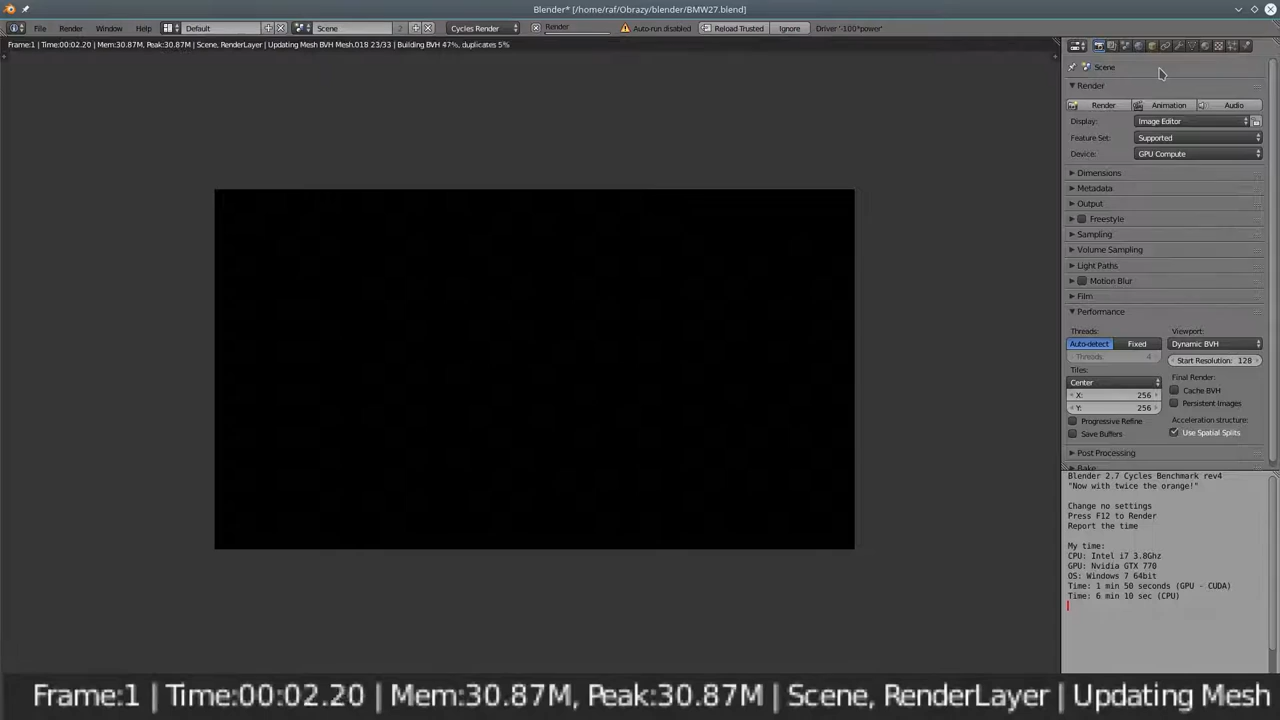 Blender* [/home/raf/Obrazy/blender/BMW27.blend]
File Render Window Help Default Scene 2 Cycles Render Render Auto-run disabled Reload Trusted Ignore Driver '-100*power'
Frame:1 | Time:00:02.20 | Mem:30.87M, Peak:30.87M | Scene, RenderLayer | Updating Mesh BVH Mesh.018 23/33 | Building BVH 47%, duplicates 5%
Scene
Render
Render Animation Audio
Display: Image Editor
Feature Set: Supported
Device: GPU Compute
Dimensions
Metadata
Output
Freestyle
Sampling
Volume Sampling
Light Paths
Motion Blur
Film
Performance
Threads: Viewport:
Auto-detect Fixed Dynamic BVH
Threads: 4 Start Resolution: 128
Tiles: Final Render:
Center Cache BVH
X: 256 Persistent Images
Y: 256
Progressive Refine Acceleration structure:
Save Buffers Use Spatial Splits
Post Processing
Bake
Blender 2.7 Cycles Benchmark rev4
"Now with twice the orange!"
Change no settings
Press F12 to Render
Report the time
My time:
CPU: Intel i7 3.8Ghz
GPU: Nvidia GTX 770
OS: Windows 7 64bit
Time: 1 min 50 seconds (GPU - CUDA)
Time: 6 min 10 sec (CPU)
Frame:1 | Time:00:02.20 | Mem:30.87M, Peak:30.87M | Scene, RenderLayer | Updating Mesh